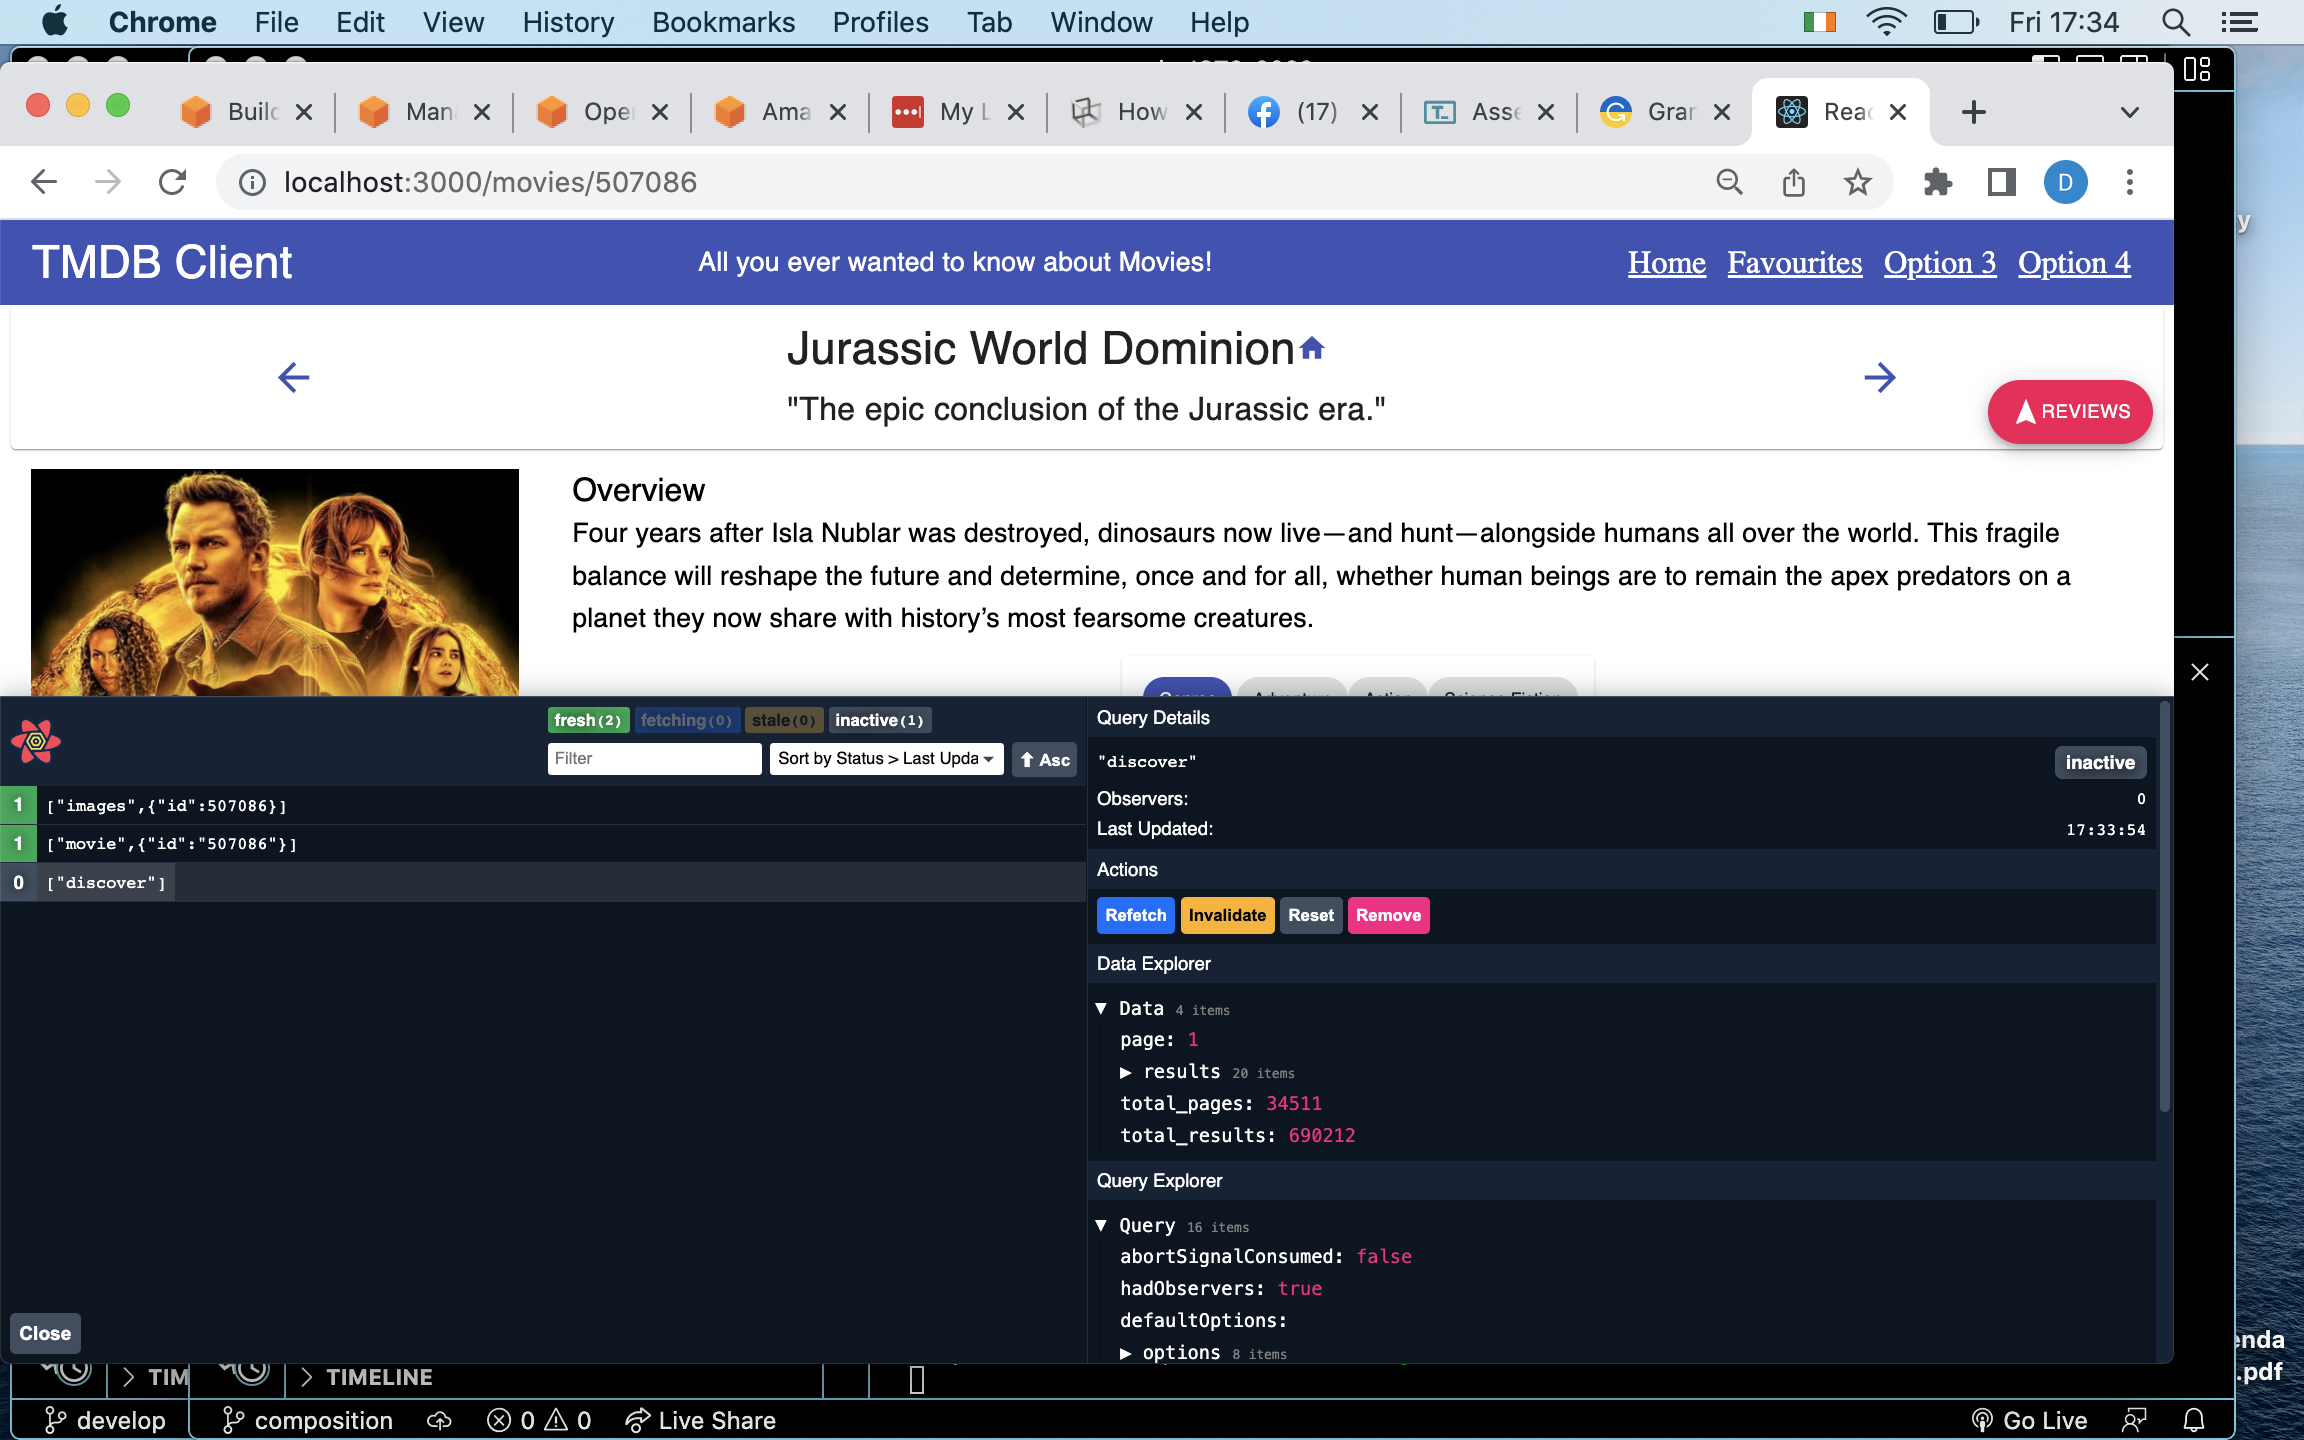 Chrome File Edit View History Bookmarks Profiles Tab Window Help Fri 17:34
Buil Man Ope Ama My L How (17) Asse Gra Rea
localhost:3000/movies/507086 D
TMDB Client All you ever wanted to know about Movies! Home Favourites Option 3 Option 4
Jurassic World Dominion
"The epic conclusion of the Jurassic era."
REVIEWS
Overview
Four years after Isla Nublar was destroyed, dinosaurs now live—and hunt—alongside humans all over the world. This fragile
balance will reshape the future and determine, once and for all, whether human beings are to remain the apex predators on a
planet they now share with history’s most fearsome creatures.
Genres Adventure Action Science Fiction
fresh (2) fetching (0) stale (0) inactive (1)
Filter Sort by Status > Last Upda Asc
1 ["images",{"id":507086}]
1 ["movie",{"id":"507086"}]
0 ["discover"]
Close
Query Details
"discover" inactive
Observers: 0
Last Updated: 17:33:54
Actions
Refetch Invalidate Reset Remove
Data Explorer
▼ Data 4 items
page: 1
▶ results 20 items
total_pages: 34511
total_results: 690212
Query Explorer
▼ Query 16 items
abortSignalConsumed: false
hadObservers: true
defaultOptions:
▶ options 8 items
y
enda
.pdf
> TIM > TIMELINE
develop composition 0 0 Live Share Go Live